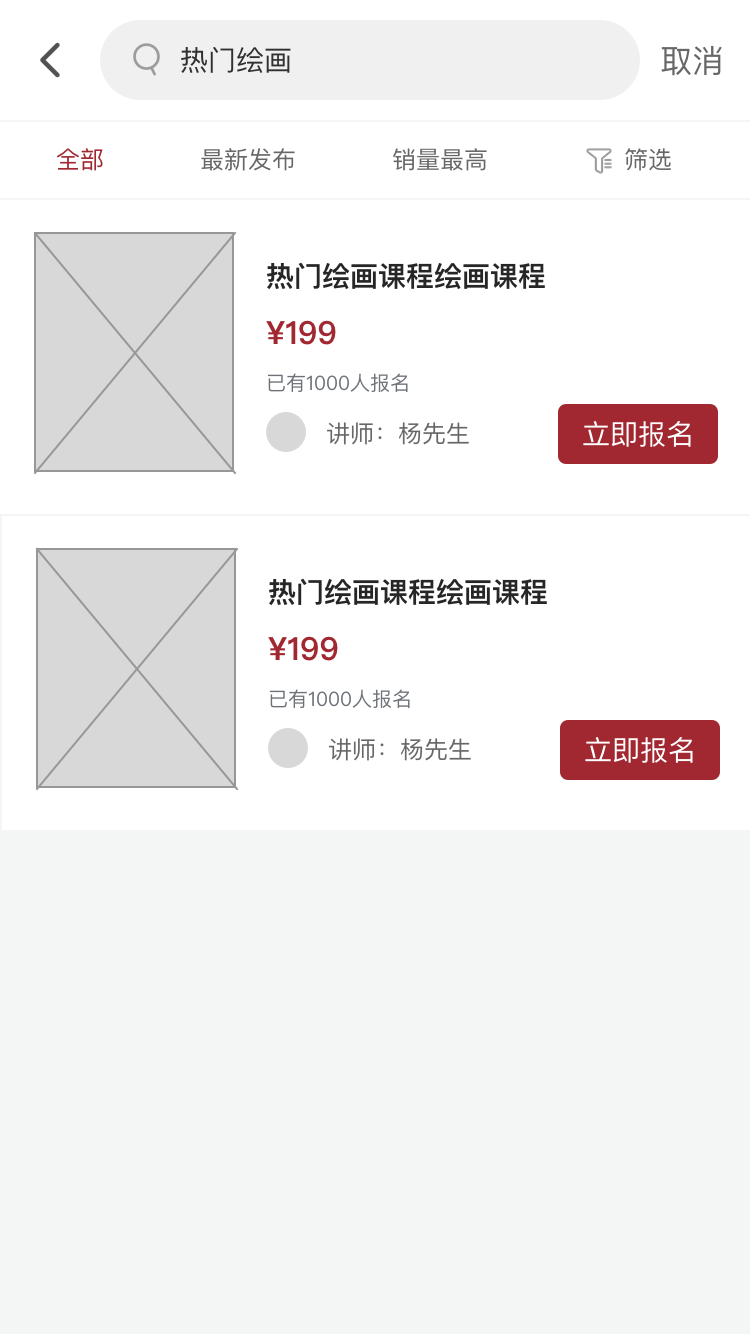 热门绘画
取消
全部
最新发布
销量最高
筛选
热门绘画课程绘画课程
¥199
已有1000人报名
讲师：杨先生
立即报名
热门绘画课程绘画课程
¥199
已有1000人报名
讲师：杨先生
立即报名